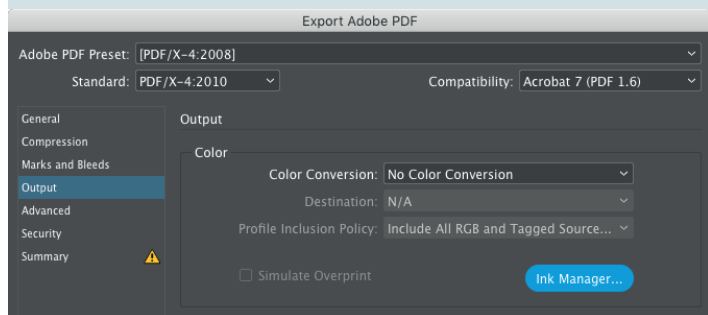 Export Adobe PDF
Adobe PDF Preset: [PDF/X-4:2008]
Standard: PDF/X-4:2010 Compatibility: Acrobat 7 (PDF 1.6)
General
Compression
Marks and Bleeds
Output
Advanced
Security
Summary
Output
Color
Color Conversion: No Color Conversion
Destination: N/A
Profile Inclusion Policy: Include All RGB and Tagged Source...
Simulate Overprint
Ink Manager...